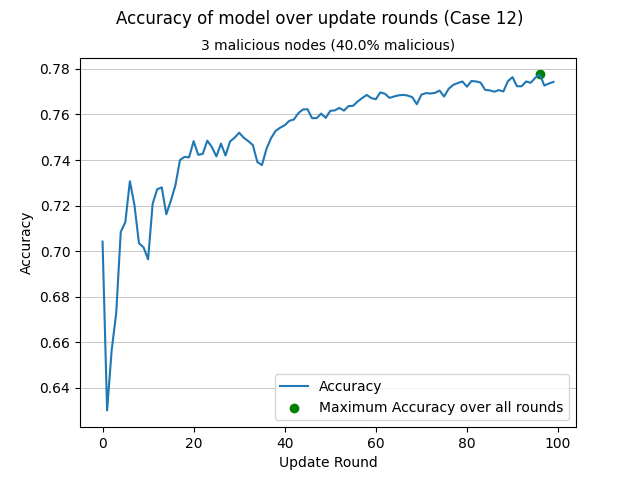 Accuracy of model over update rounds (Case 12)
3 malicious nodes (40.0% malicious)
0.78
0.76
0.74
0.72
0.70
0.68
0.66
0.64
Accuracy
Accuracy
Maximum Accuracy over all rounds
0 20 40 60 80 100
Update Round